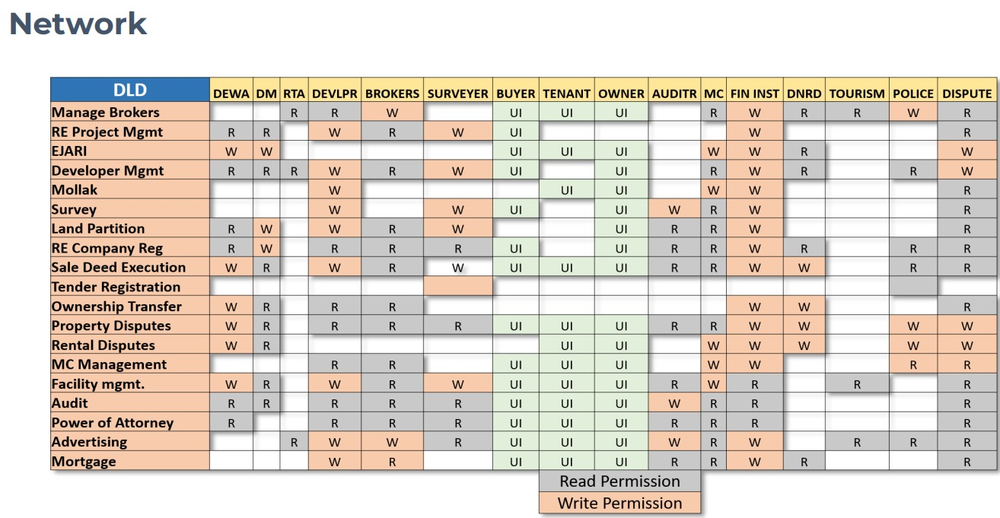 Network
DLD DEWA DM RTA DEVLPR BROKERS SURVEYER BUYER TENANT OWNER AUDITR MC FIN INST DNRD TOURISM POLICE DISPUTE
Manage Brokers R R W UI UI UI R W R R W R
RE Project Mgmt R R W R W UI W R
EJARI W W UI UI UI W W R W
Developer Mgmt R R R W R W UI UI R W R R W
Mollak W UI UI W W R
Survey W W UI UI W R W R
Land Partition R W W R W UI R R W R
RE Company Reg R W R R R UI UI R R W R R R
Sale Deed Execution W R W R W UI UI UI R R W W R R
Tender Registration
Ownership Transfer W R R R W W R
Property Disputes W R R R R UI UI UI R R W W W W
Rental Disputes W R UI UI W W W W W
MC Management R R UI UI UI W W R R
Facility mgmt. W R W R W UI UI UI R W R R R
Audit R R R R R UI UI UI W R R R
Power of Attorney R R R R UI UI UI R R R R
Advertising R W W R UI UI UI W R W R R R
Mortgage W R UI UI UI R R W R R
Read Permission
Write Permission